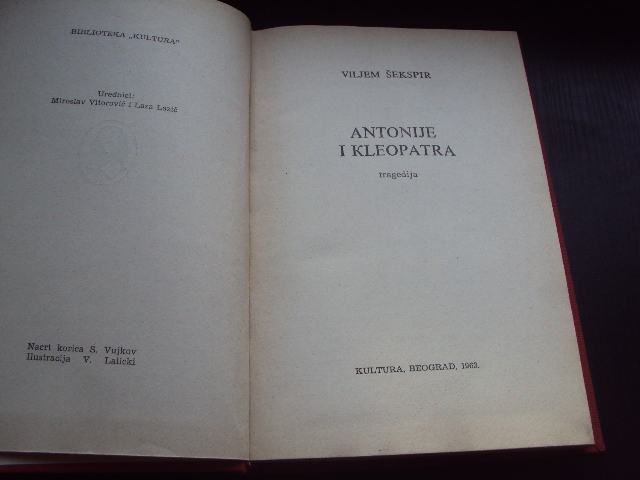 BIBLIOTEKA „KULTURA“
Urednici:
Miroslav Vitorović i Laza Lazić
Nacrt korica S. Vujkov
Ilustracija V. Lalicki
VILJEM ŠEKSPIR
ANTONIJE
I KLEOPATRA
tragedija
KULTURA, BEOGRAD, 1963.